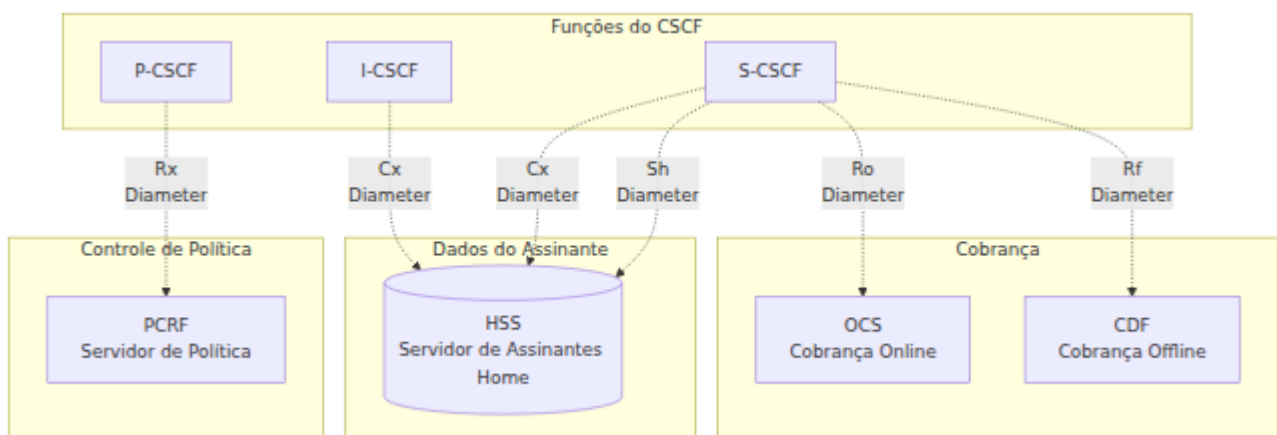 Funções do CSCF
P-CSCF
I-CSCF
S-CSCF
Rx
Diameter
Cx
Diameter
Cx
Diameter
Sh
Diameter
Ro
Diameter
Rf
Diameter
Controle de Política
Dados do Assinante
Cobrança
PCRF
Servidor de Política
HSS
Servidor de Assinantes
Home
OCS
Cobrança Online
CDF
Cobrança Offline